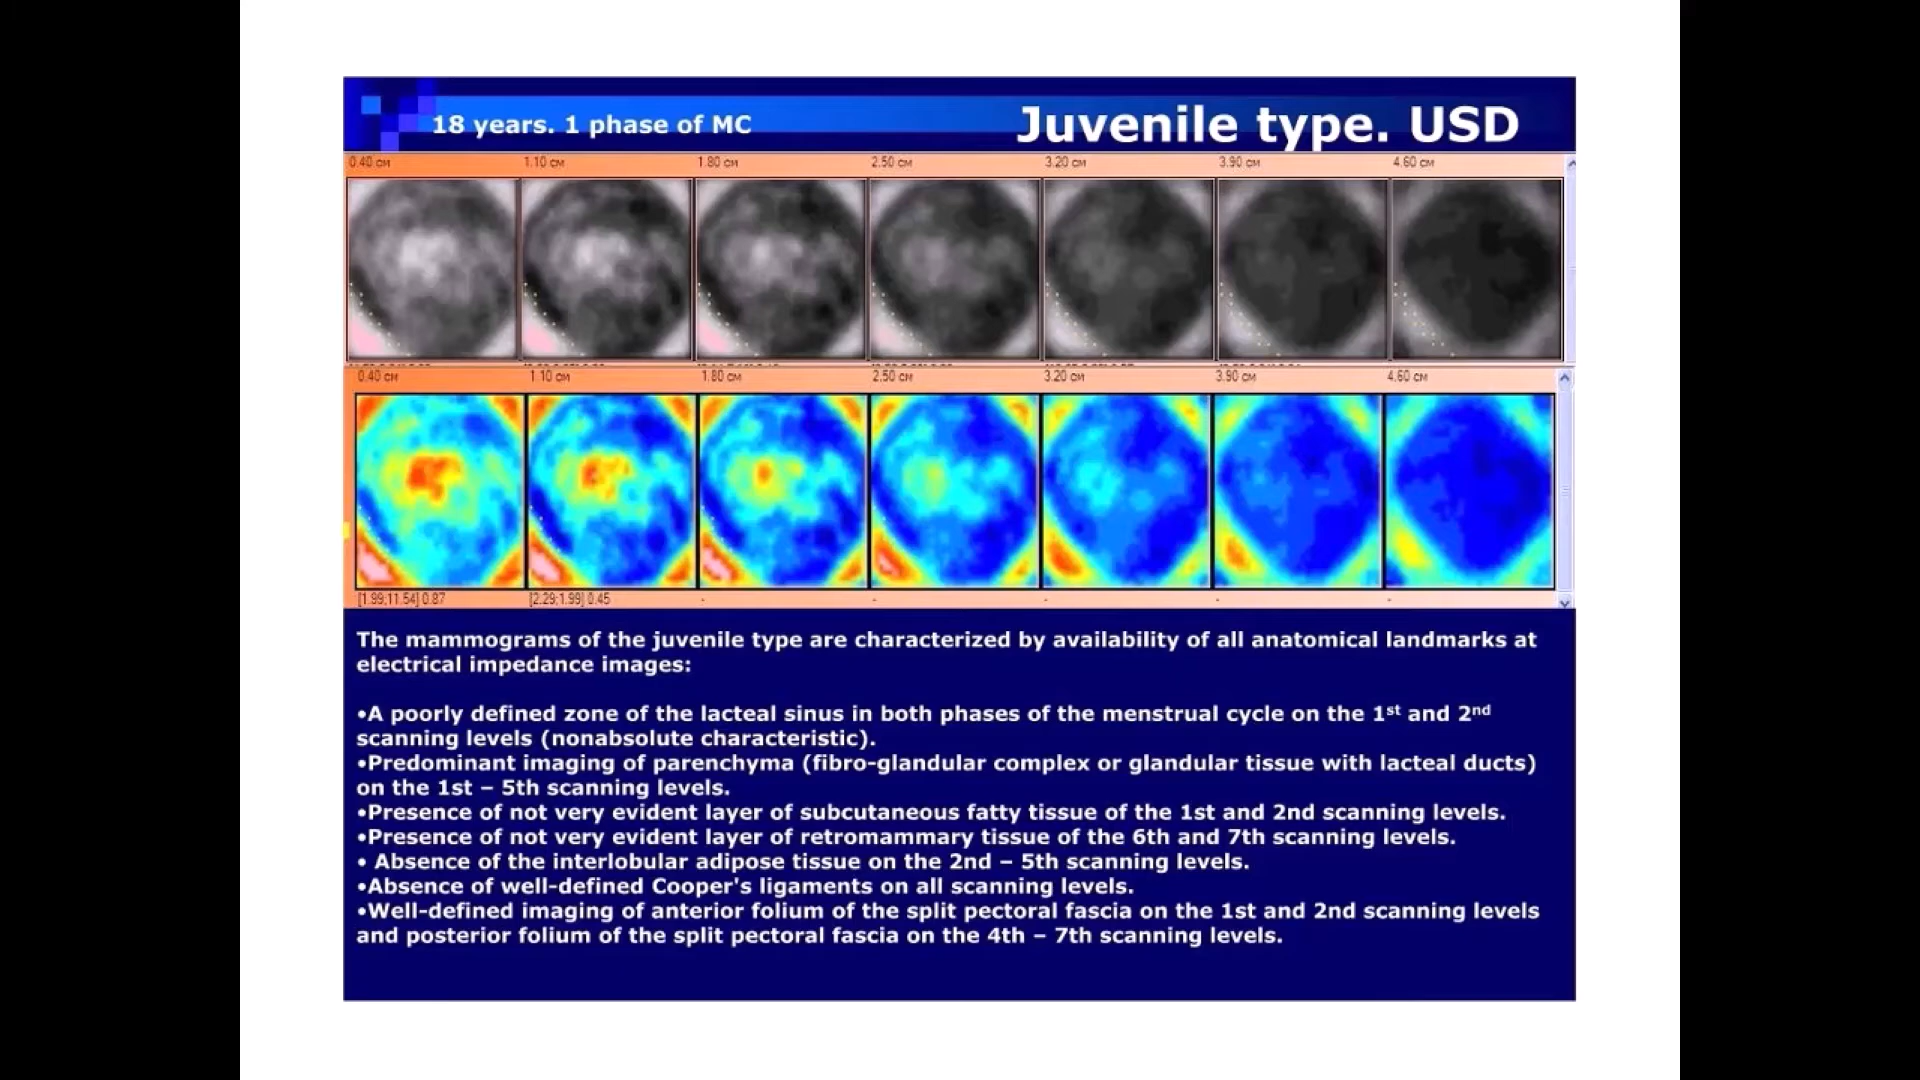 18 years. 1 phase of MC
Juvenile type. USD
0.40 см 1.10 см 1.80 см 2.50 см 3.20 см 3.90 см 4.60 см
0.40 см 1.10 см 1.80 см 2.50 см 3.20 см 3.90 см 4.60 см
[1.99;11.54] 0.87 [2.29;1.99] 0.45 - - - - -
The mammograms of the juvenile type are characterized by availability of all anatomical landmarks at
electrical impedance images:
•A poorly defined zone of the lacteal sinus in both phases of the menstrual cycle on the 1st and 2nd
scanning levels (nonabsolute characteristic).
•Predominant imaging of parenchyma (fibro-glandular complex or glandular tissue with lacteal ducts)
on the 1st – 5th scanning levels.
•Presence of not very evident layer of subcutaneous fatty tissue of the 1st and 2nd scanning levels.
•Presence of not very evident layer of retromammary tissue of the 6th and 7th scanning levels.
• Absence of the interlobular adipose tissue on the 2nd – 5th scanning levels.
•Absence of well-defined Cooper's ligaments on all scanning levels.
•Well-defined imaging of anterior folium of the split pectoral fascia on the 1st and 2nd scanning levels
and posterior folium of the split pectoral fascia on the 4th – 7th scanning levels.